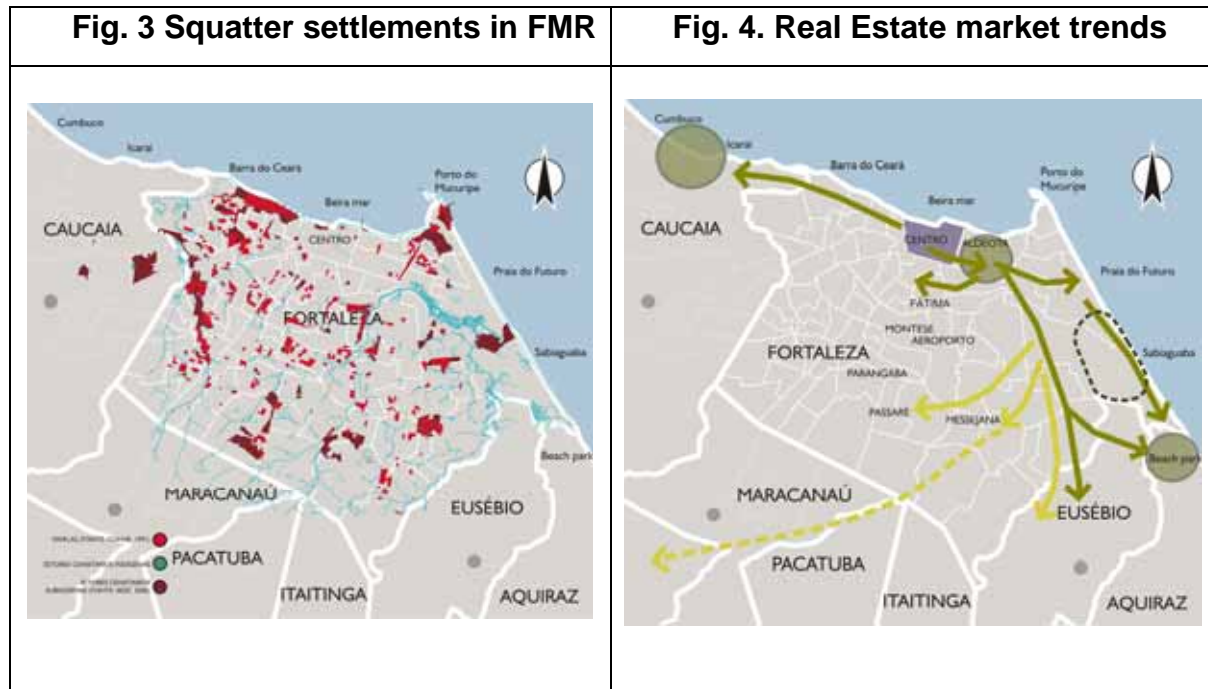 Fig. 3 Squatter settlements in FMR
Cumbuco
Icaraí
Barra do Ceará
Porto do
Mucuripe
Beira mar
CAUCAIA
CENTRO
Praia do Futuro
FORTALEZA
Sabiaguaba
Beach park
MARACANAÚ
EUSÉBIO
PACATUBA
ITAITINGA
AQUIRAZ
Fig. 4. Real Estate market trends
Cumbuco
Icaraí
Barra do Ceará
Porto do
Mucuripe
Beira mar
CAUCAIA
CENTRO
ALDEOTA
Praia do Futuro
FÁTIMA
MONTESE
AEROPORTO
FORTALEZA
Sabiaguaba
PARANGABA
PASSARÉ
MESSEJANA
Beach park
MARACANAÚ
EUSÉBIO
PACATUBA
ITAITINGA
AQUIRAZ